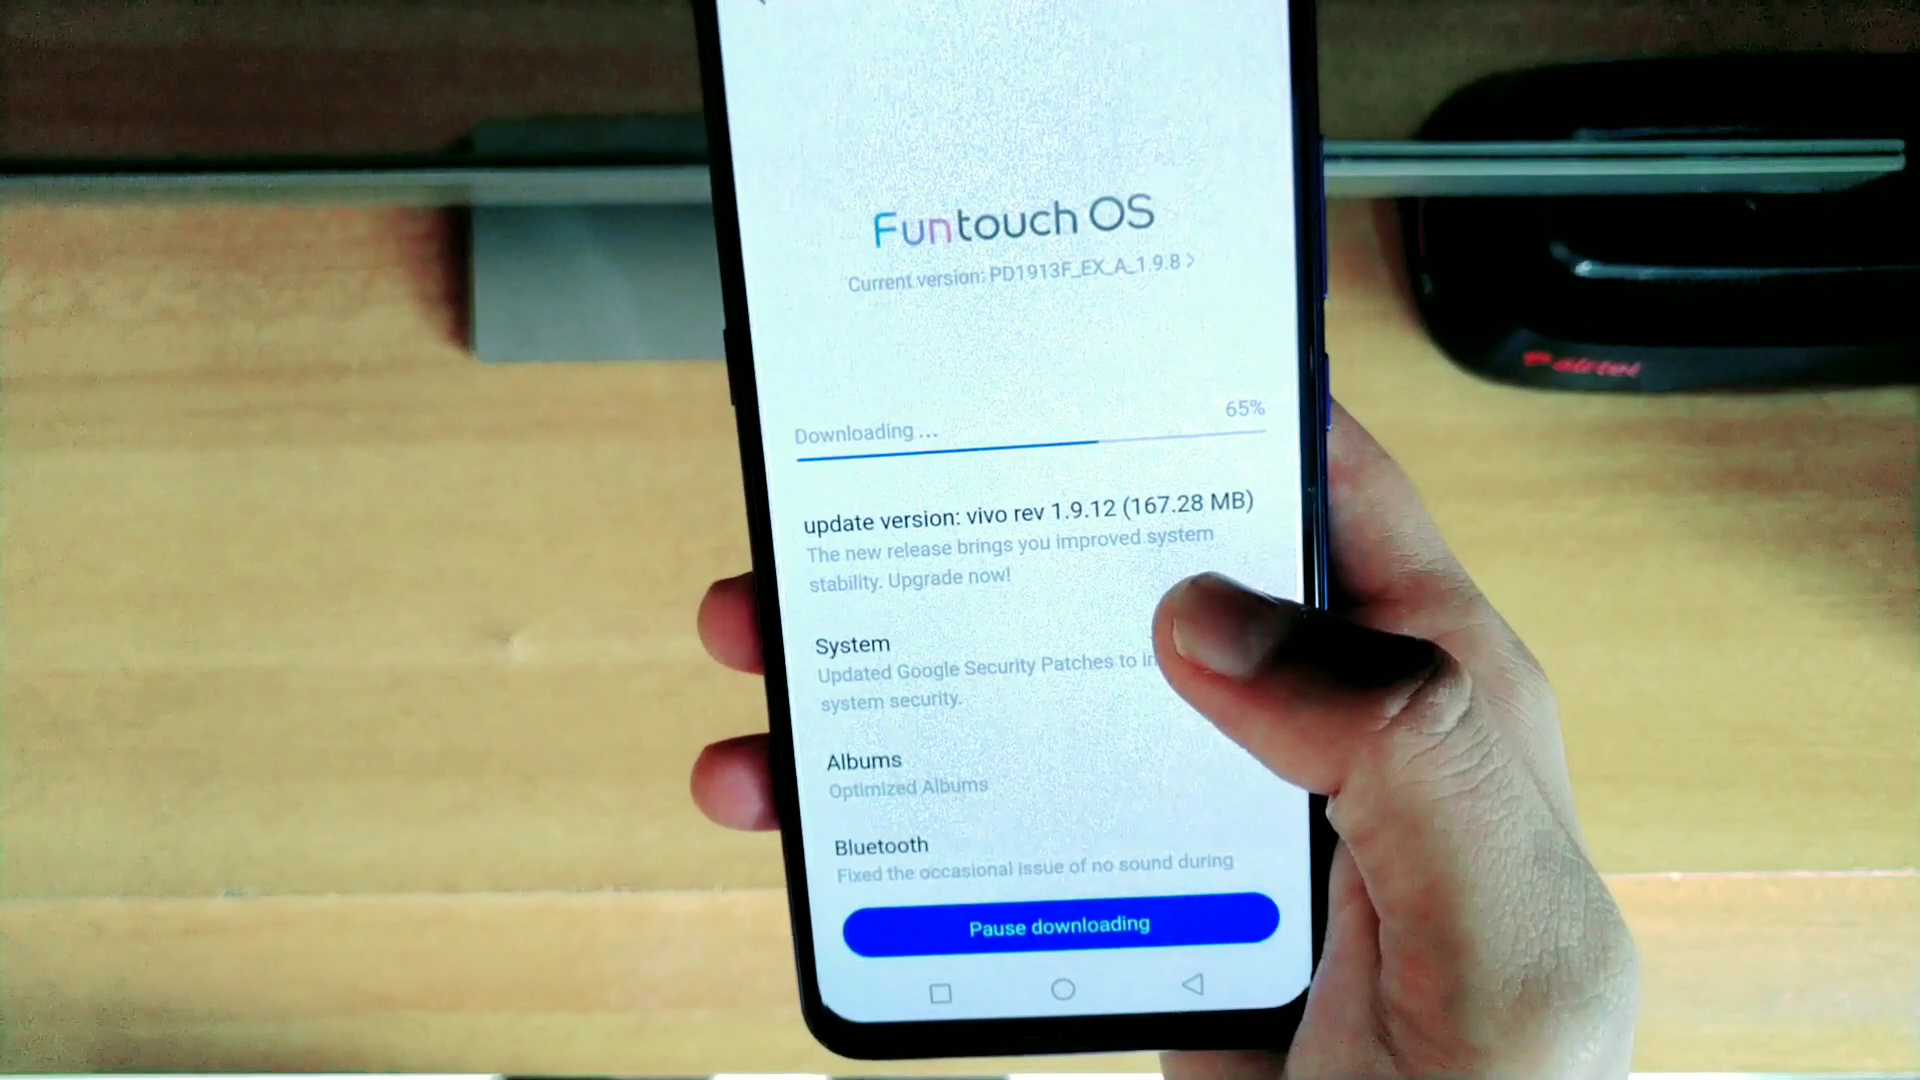 Funtouch OS
Current version: PD1913F_EX_A_1.9.8 >
65%
Downloading ...
update version: vivo rev 1.9.12 (167.28 MB)
The new release brings you improved system
stability. Upgrade now!
System
Updated Google Security Patches to
system security.
Albums
Optimized Albums
Bluetooth
Fixed the occasional issue of no sound during
Pause downloading
airtel